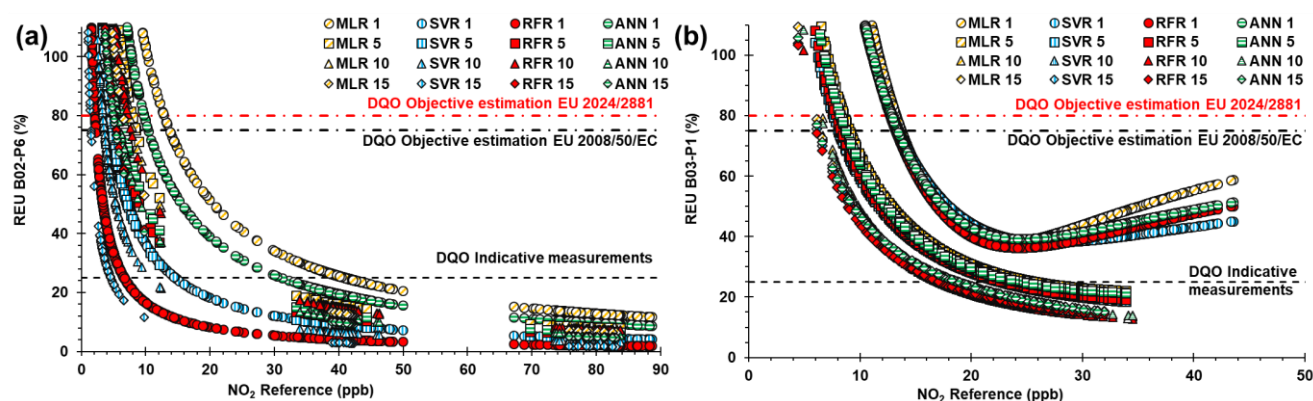 (a)
MLR 1 SVR 1 RFR 1 ANN 1
MLR 5 SVR 5 RFR 5 ANN 5
MLR 10 SVR 10 RFR 10 ANN 10
MLR 15 SVR 15 RFR 15 ANN 15
DQO Objective estimation EU 2024/2881
DQO Objective estimation EU 2008/50/EC
DQO Indicative measurements
REU B02-P6 (%)
100
80
60
40
20
0
0 10 20 30 40 50 60 70 80 90
NO₂ Reference (ppb)
(b)
MLR 1 SVR 1 RFR 1 ANN 1
MLR 5 SVR 5 RFR 5 ANN 5
MLR 10 SVR 10 RFR 10 ANN 10
MLR 15 SVR 15 RFR 15 ANN 15
DQO Objective estimation EU 2024/2881
DQO Objective estimation EU 2008/50/EC
DQO Indicative
measurements
REU B03-P1 (%)
100
80
60
40
20
0
0 10 20 30 40 50
NO₂ Reference (ppb)